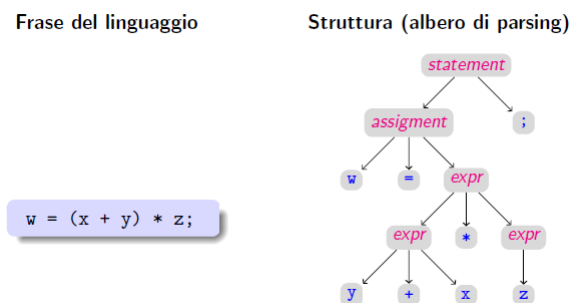 Frase del linguaggio
Struttura (albero di parsing)
statement
assigment ;
w = expr
w = (x + y) * z;
expr * expr
y + x z